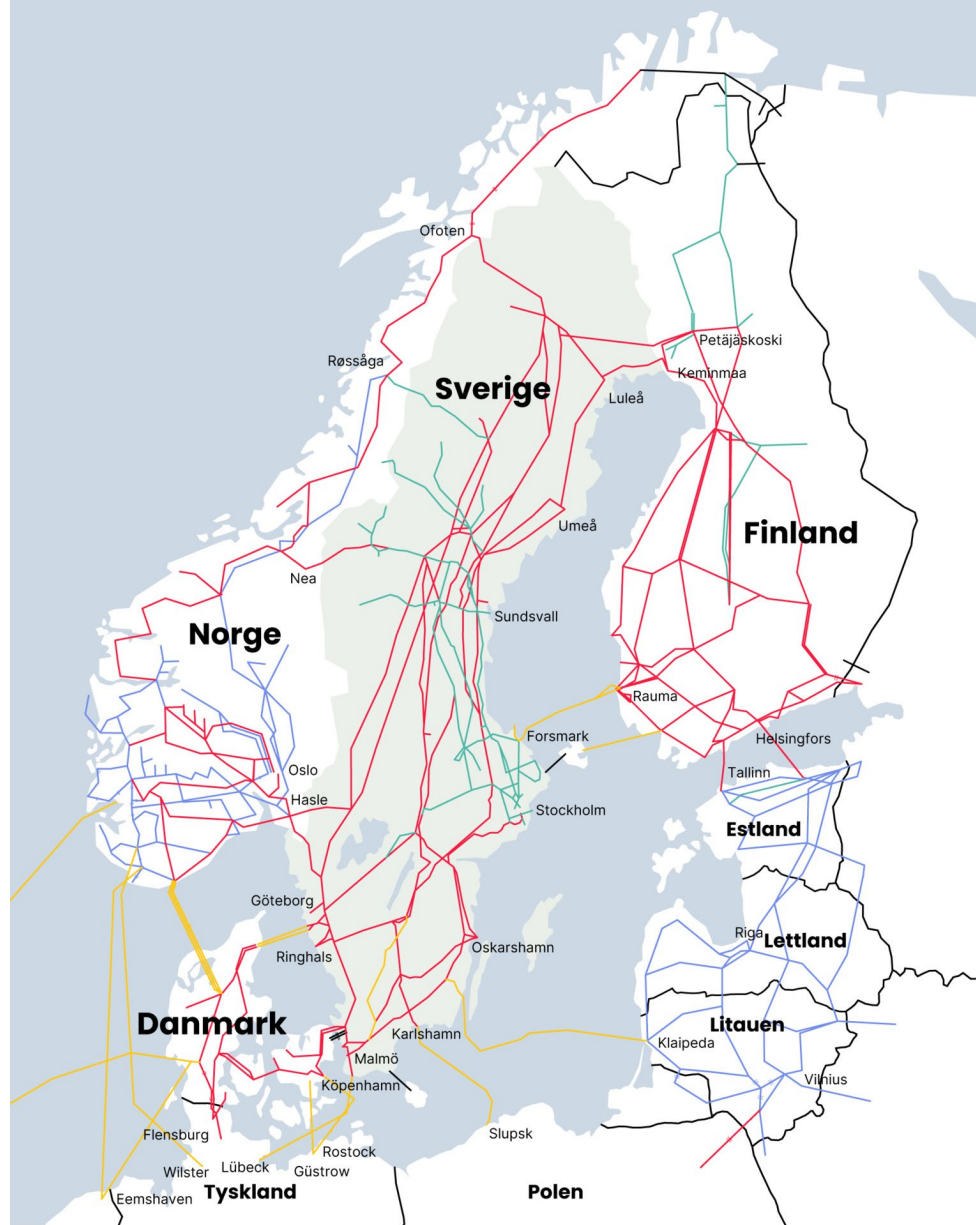 Ofoten
Røssåga
Petäjäskoski
Keminmaa
Sverige
Luleå
Umeå
Finland
Nea
Sundsvall
Norge
Rauma
Forsmark
Helsingfors
Oslo
Tallinn
Hasle
Stockholm
Estland
Göteborg
Riga
Lettland
Ringhals
Oskarshamn
Danmark
Karlshamn
Litauen
Klaipeda
Malmö
Köpenhamn
Vilnius
Flensburg
Slupsk
Rostock
Wilster
Lübeck
Güstrow
Tyskland
Polen
Eemshaven